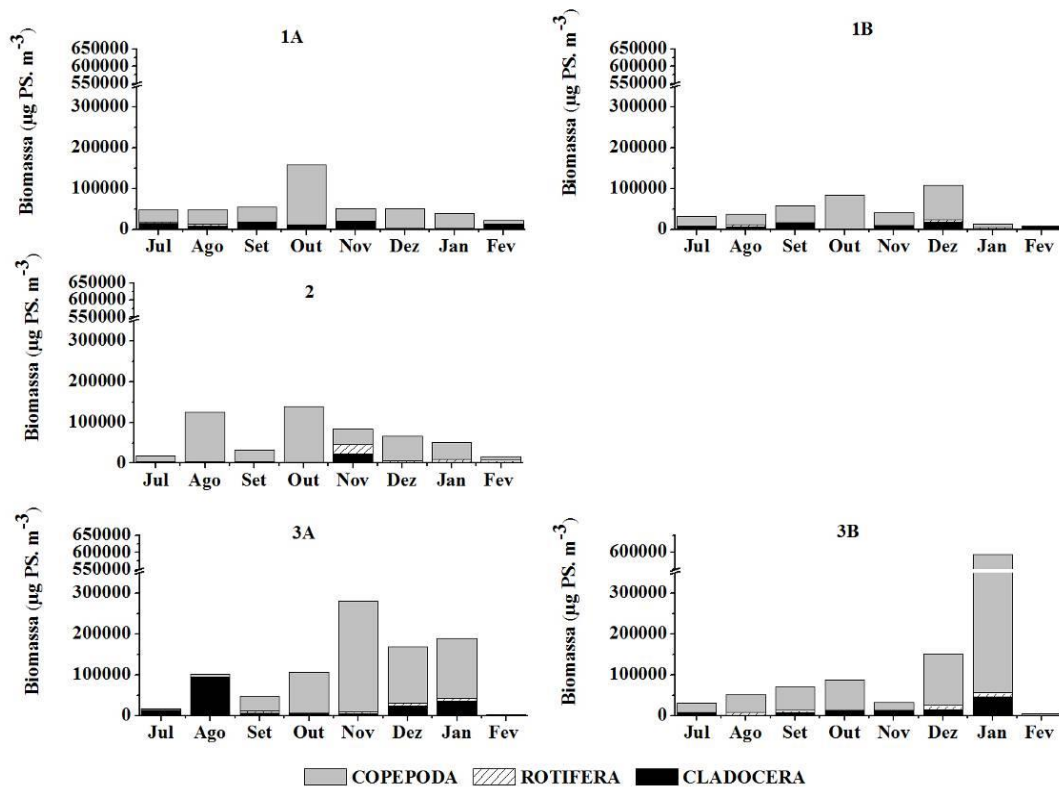 1A
Biomassa (µg PS. m⁻³)
650000
600000
550000
300000
200000
100000
0
Jul Ago Set Out Nov Dez Jan Fev
1B
Biomassa (µg PS. m⁻³)
650000
600000
550000
300000
200000
100000
0
Jul Ago Set Out Nov Dez Jan Fev
2
Biomassa (µg PS. m⁻³)
650000
600000
550000
300000
200000
100000
0
Jul Ago Set Out Nov Dez Jan Fev
3A
Biomassa (µg PS. m⁻³)
650000
600000
550000
300000
200000
100000
0
Jul Ago Set Out Nov Dez Jan Fev
3B
Biomassa (µg PS. m⁻³)
600000
300000
200000
100000
0
Jul Ago Set Out Nov Dez Jan Fev
COPEPODA ROTIFERA CLADOCERA